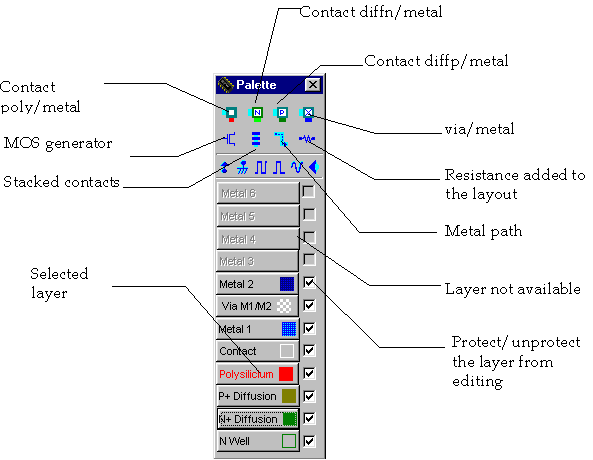 Contact diffn/metal
Contact diffp/metal
Palette
Contact
poly/metal
N
P
via/metal
MOS generator
Stacked contacts
Resistance added to
the layout
Metal path
Metal 6
Metal 5
Metal 4
Metal 3
Selected
layer
Layer not available
Metal 2
Via M1/M2
Metal 1
Protect/unprotect
the layer from
editing
Contact
Polysilicium
P+ Diffusion
N+ Diffusion
N Well